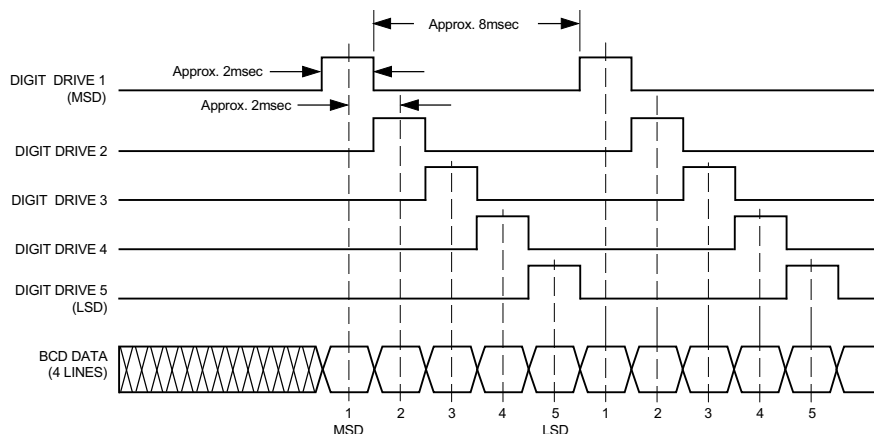 Approx. 8msec
Approx. 2msec
DIGIT DRIVE 1
(MSD)
Approx. 2msec
DIGIT DRIVE 2
DIGIT DRIVE 3
DIGIT DRIVE 4
DIGIT DRIVE 5
(LSD)
BCD DATA
(4 LINES)
1 2 3 4 5 1 2 3 4 5
MSD LSD